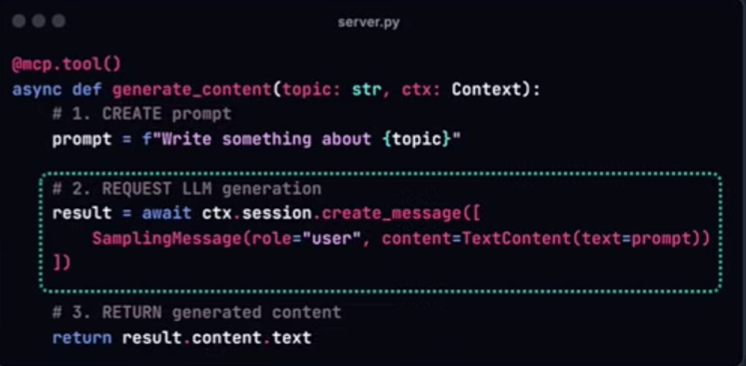 server.py
@mcp.tool()
async def generate_content(topic: str, ctx: Context):
    # 1. CREATE prompt
    prompt = f"Write something about {topic}"
    # 2. REQUEST LLM generation
    result = await ctx.session.create_message([
        SamplingMessage(role="user", content=TextContent(text=prompt))
    ])
    # 3. RETURN generated content
    return result.content.text